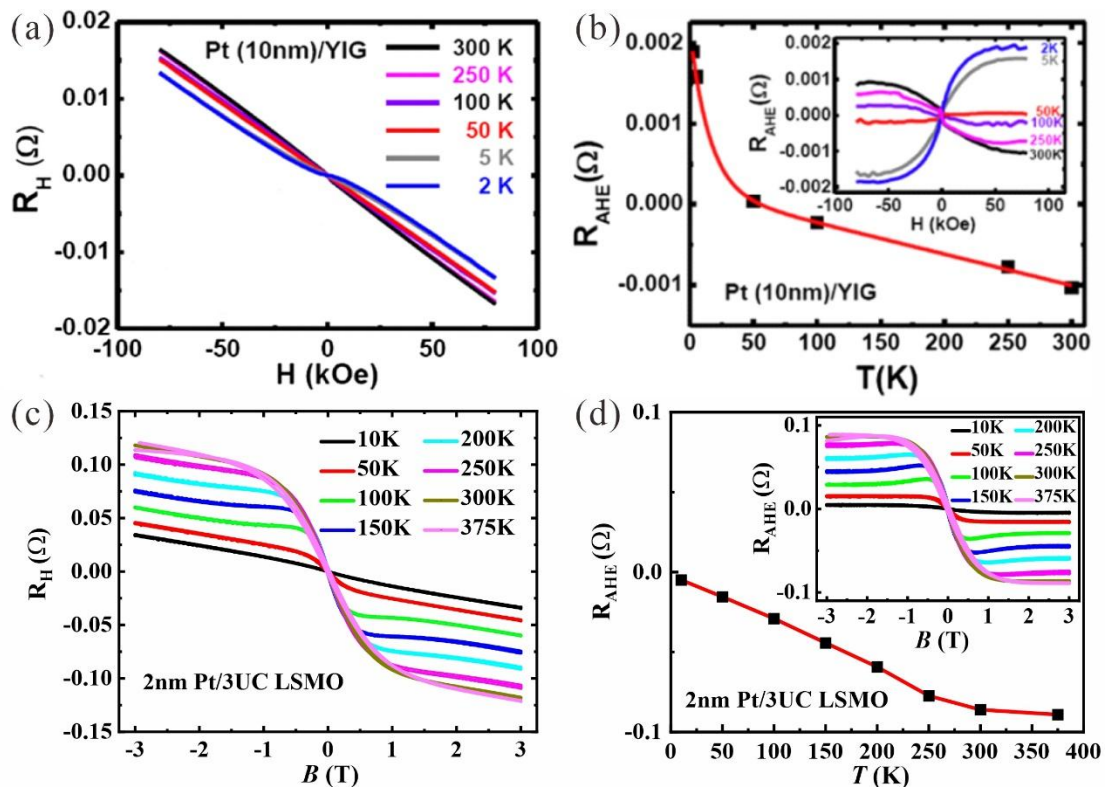 (a)
R_H (Ω)
0.02
0.01
0.00
-0.01
-0.02
Pt (10nm)/YIG
300 K
250 K
100 K
50 K
5 K
2 K
-100 -50 0 50 100
H (kOe)
(b)
R_AHE(Ω)
0.002
0.001
0.000
-0.001
Pt (10nm)/YIG
0 50 100 150 200 250 300
T(K)
R_AHE(Ω)
0.002
0.001
0.000
-0.001
-0.002
2K
5K
50K
100K
250K
300K
-100 -50 0 50 100
H (kOe)
(c)
R_H (Ω)
0.15
0.10
0.05
0.00
-0.05
-0.10
0.15
10K 200K
50K 250K
100K 300K
150K 375K
2nm Pt/3UC LSMO
-3 -2 -1 0 1 2 3
B (T)
(d)
R_AHE (Ω)
0.1
0.0
-0.1
2nm Pt/3UC LSMO
0 50 100 150 200 250 300 350 400
T (K)
R_AHE (Ω)
0.1
0.0
-0.1
10K 200K
50K 250K
100K 300K
150K 375K
-3 -2 -1 0 1 2 3
B (T)